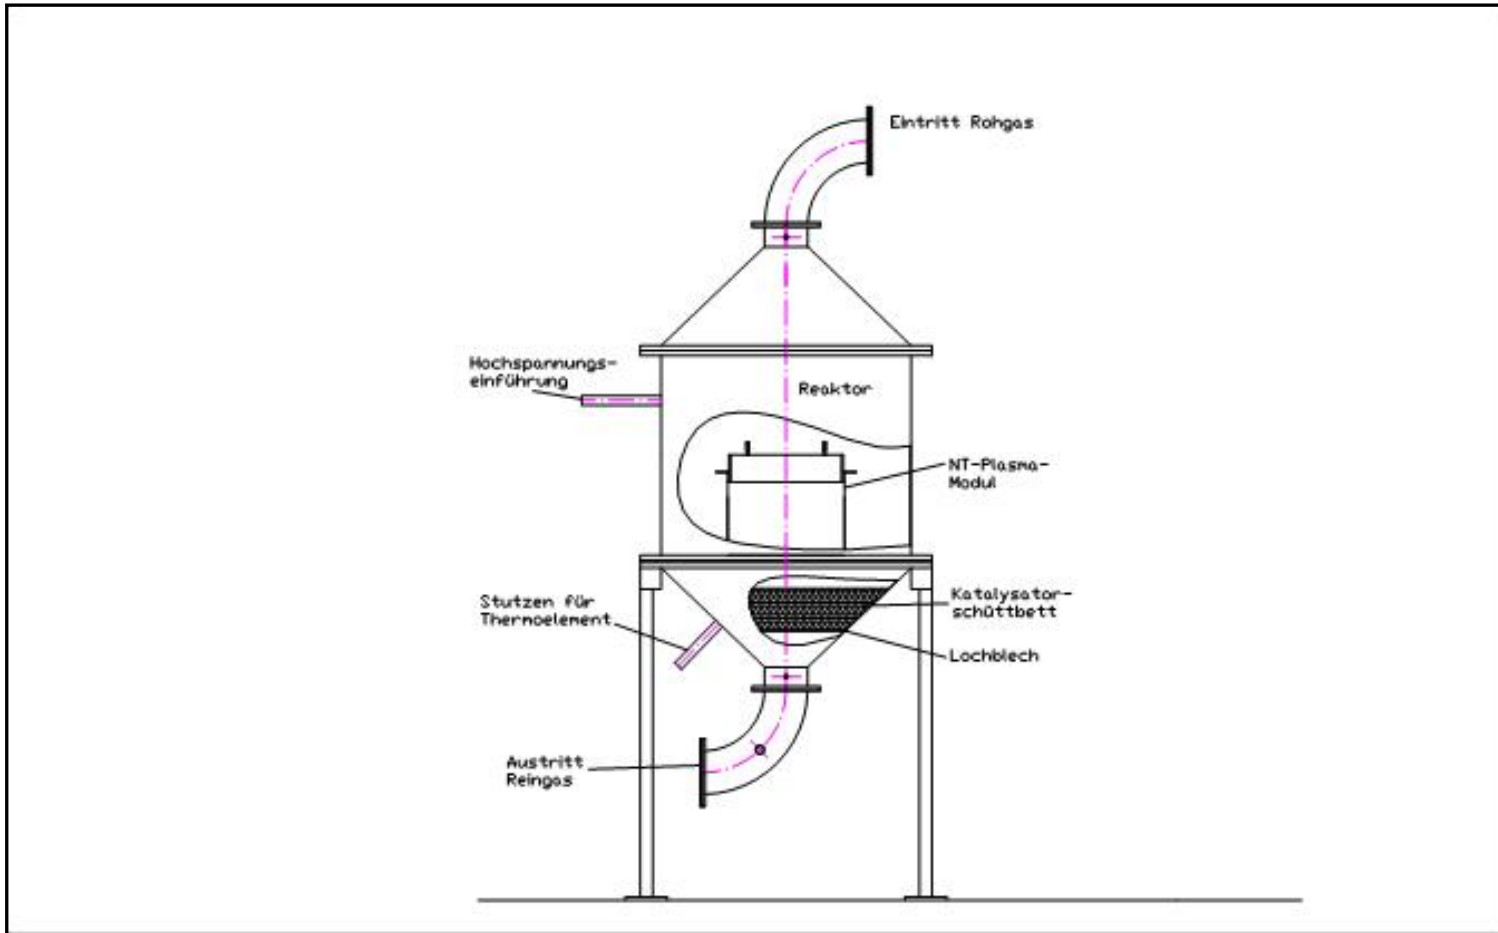 Eintritt Rohgas
Hochspannungs-
einführung
Reaktor
NT-Plasma-
Modul
Stutzen für
Thermoelement
Katalysator-
schüttbett
Lochblech
Austritt
Reingas